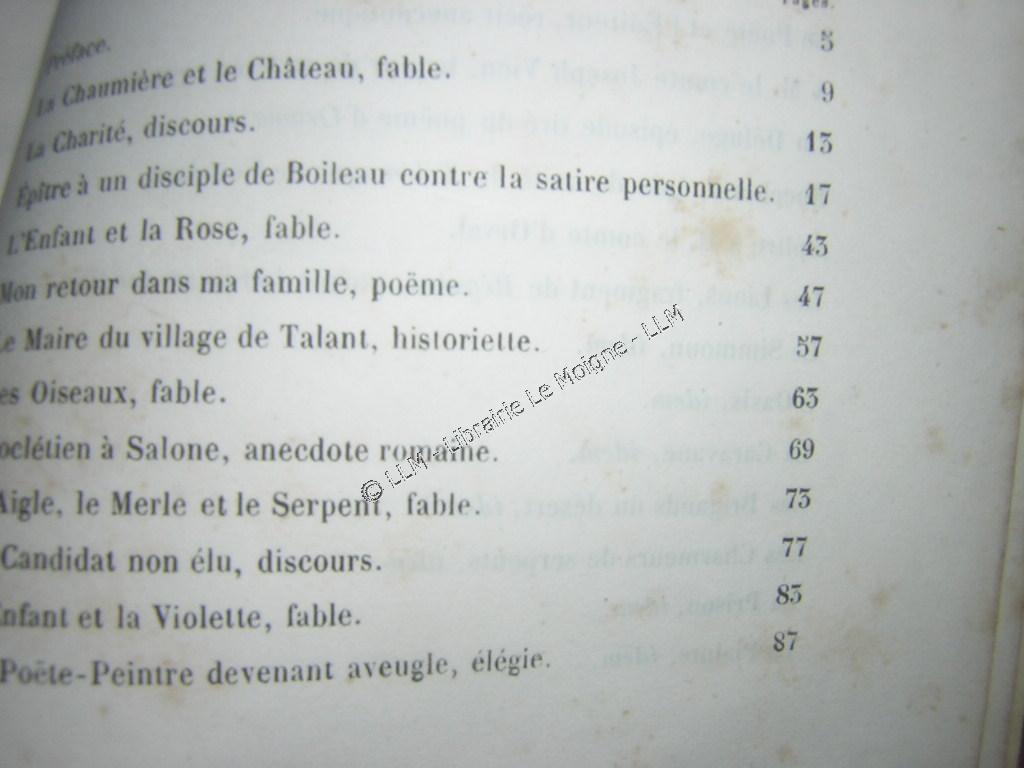 Pages.
Préface. 5
La Chaumière et le Château, fable. 9
La Charité, discours. 13
Épître à un disciple de Boileau contre la satire personnelle. 17
L'Enfant et la Rose, fable. 43
Mon retour dans ma famille, poëme. 47
Le Maire du village de Talant, historiette. 57
es Oiseaux, fable. 63
oclétien à Salone, anecdote romaine. 69
Aigle, le Merle et le Serpent, fable. 73
Candidat non élu, discours. 77
nfant et la Violette, fable. 83
Poëte-Peintre devenant aveugle, élégie. 87
© LLM - Librairie Le Moigne - LLM